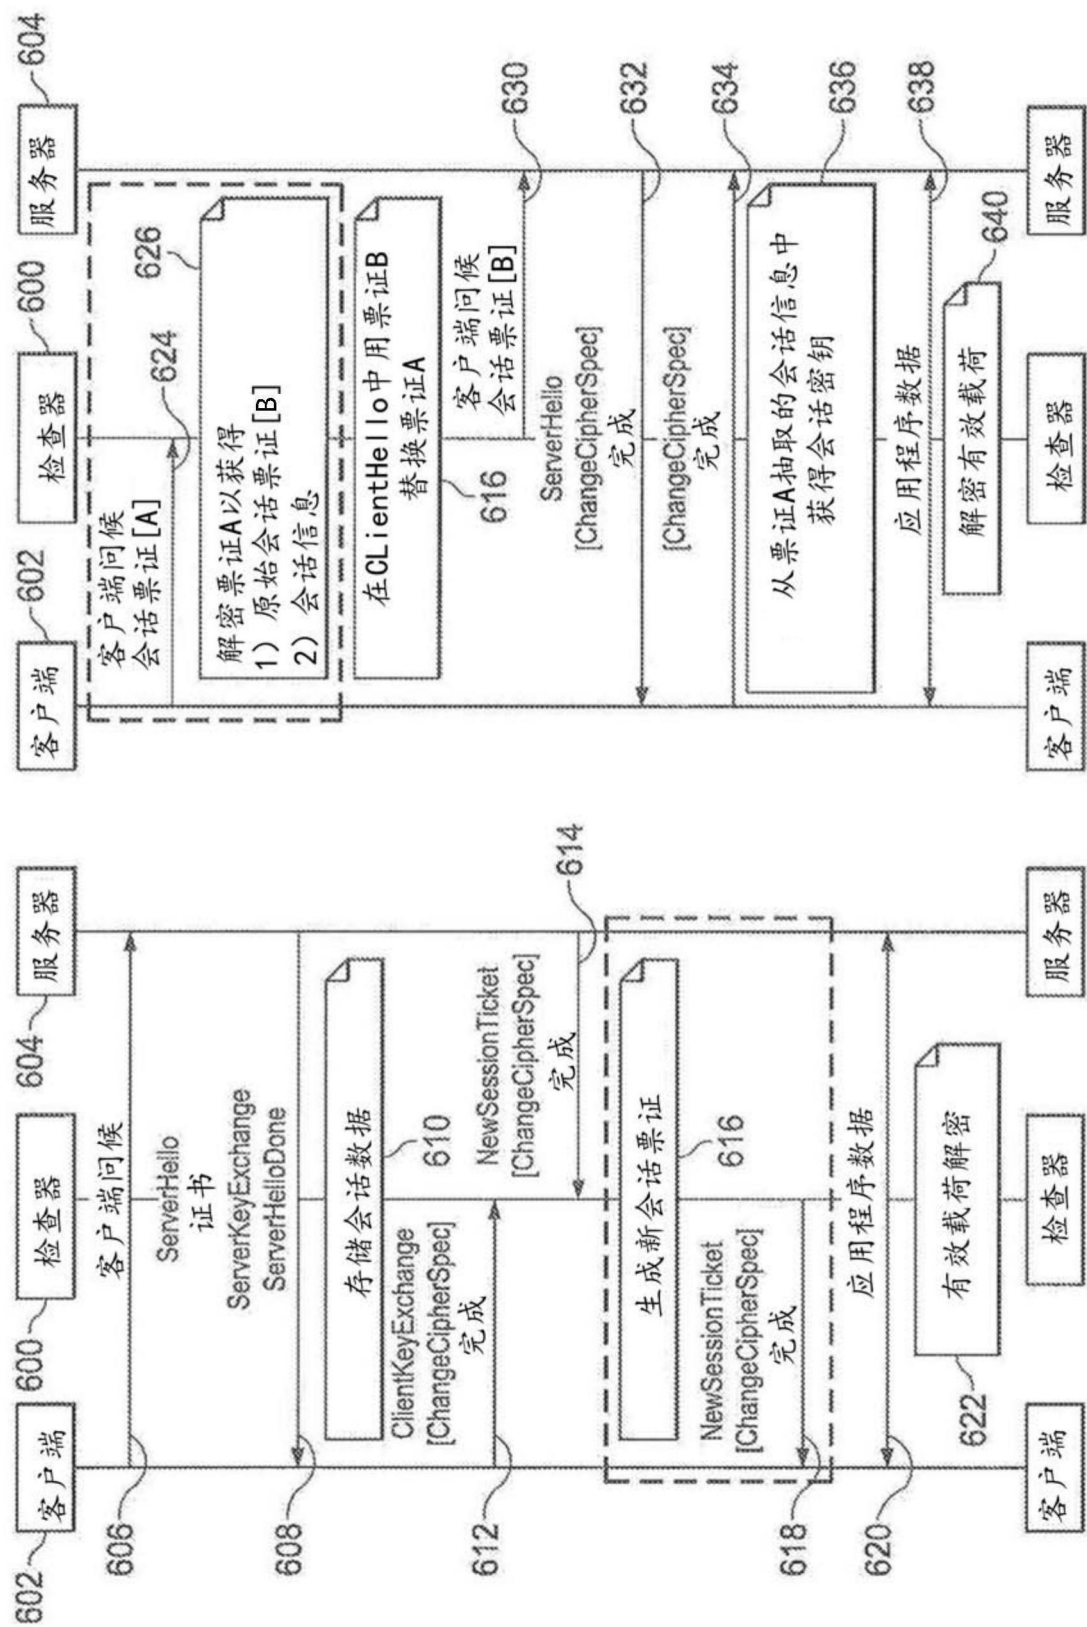 602
600
604
客户端
检查器
服务器
606
客户端问候
ServerHello
证书
608
ServerKeyExchange
ServerHelloDone
存储会话数据
610
612
ClientKeyExchange
[ChangeCipherSpec]
完成
NewSessionTicket
[ChangeCipherSpec]
完成
614
生成新会话票证
616
NewSessionTicket
[ChangeCipherSpec]
完成
618
应用程序数据
620
有效载荷解密
622
客户端
检查器
服务器
602
600
604
客户端
检查器
服务器
客户端问候
会话票证[A]
624
626
解密票证A以获得
1) 原始会话票证[B]
2) 会话信息
在CLientHello中用票证B
替换票证A
616
客户端问候
会话票证[B]
630
ServerHello
[ChangeCipherSpec]
完成
632
[ChangeCipherSpec]
完成
634
从票证A抽取的会话信息中
获得会话密钥
636
应用程序数据
638
解密有效载荷
640
客户端
检查器
服务器